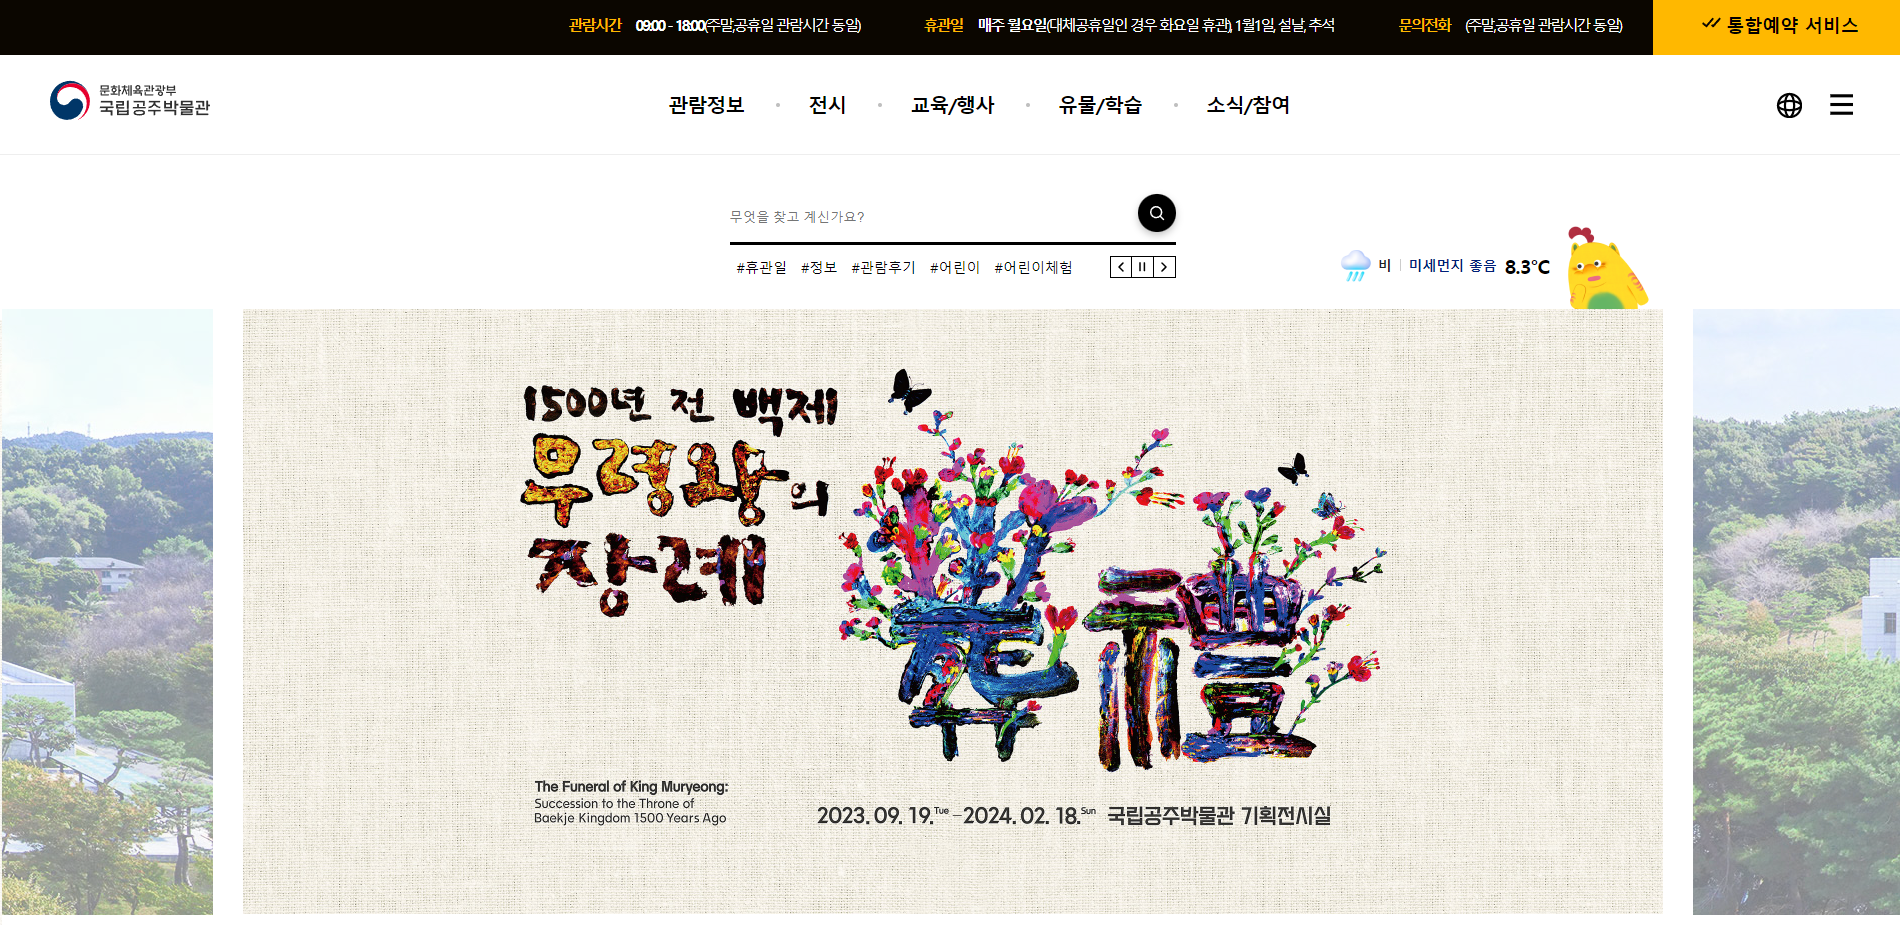 관람시간 09:00 - 18:00(주말,공휴일 관람시간 동일) 휴관일 매주 월요일(대체공휴일인 경우 화요일 휴관), 1월1일, 설날, 추석 문의전화 (주말,공휴일 관람시간 동일) 통합예약 서비스
문화체육관광부
국립공주박물관
관람정보 전시 교육/행사 유물/학습 소식/참여
무엇을 찾고 계신가요?
#휴관일 #정보 #관람후기 #어린이 #어린이체험
비 미세먼지 좋음 8.3℃
1500년 전 백제
무령왕의
장례
葬禮
The Funeral of King Muryeong:
Succession to the Throne of
Baekje Kingdom 1500 Years Ago
2023. 09. 19.Tue –2024. 02. 18.Sun 국립공주박물관 기획전시실